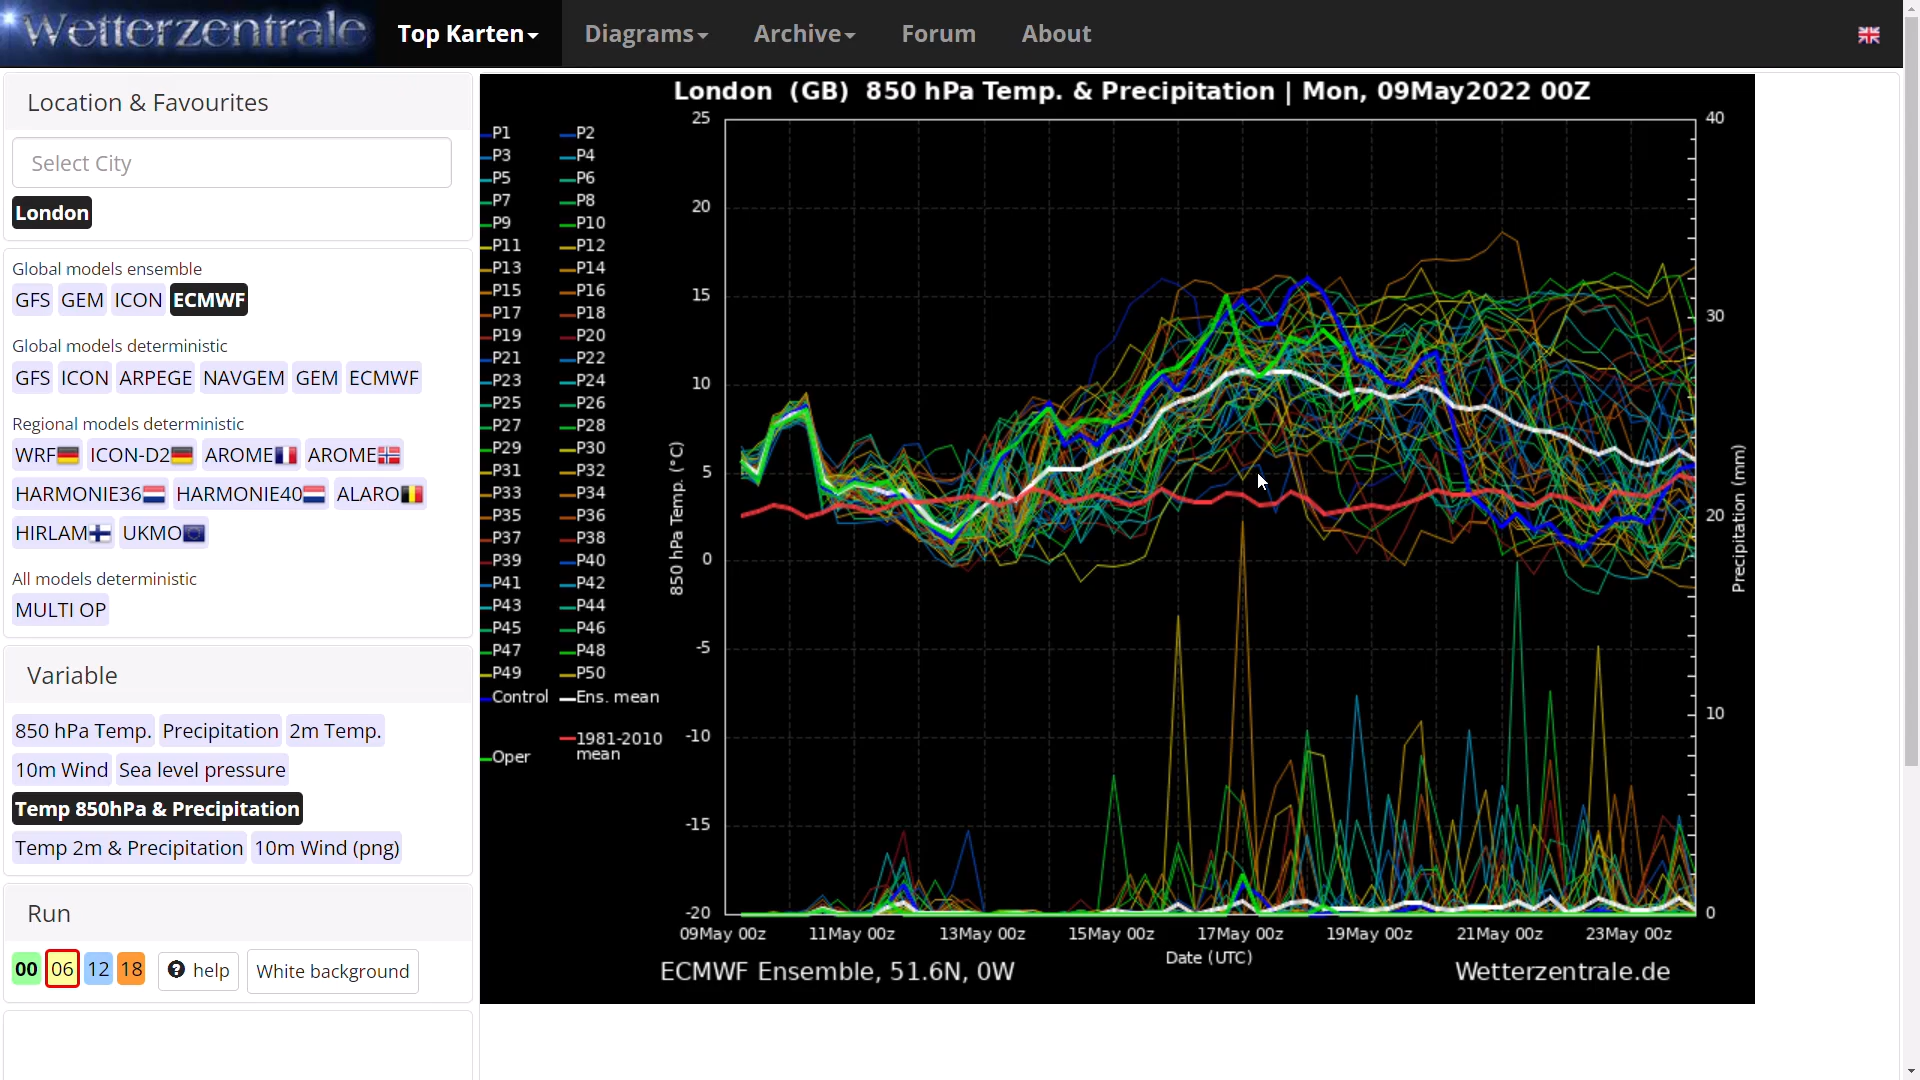 Wetterzentrale Top Karten Diagrams Archive Forum About
Location & Favourites
Select City
London
Global models ensemble
GFS GEM ICON ECMWF
Global models deterministic
GFS ICON ARPEGE NAVGEM GEM ECMWF
Regional models deterministic
WRF ICON-D2 AROME AROME
HARMONIE36 HARMONIE40 ALARO
HIRLAM UKMO
All models deterministic
MULTI OP
Variable
850 hPa Temp. Precipitation 2m Temp.
10m Wind Sea level pressure
Temp 850hPa & Precipitation
Temp 2m & Precipitation 10m Wind (png)
Run
00 06 12 18 help White background
London (GB) 850 hPa Temp. & Precipitation | Mon, 09May2022 00Z
P1 P2
P3 P4
P5 P6
P7 P8
P9 P10
P11 P12
P13 P14
P15 P16
P17 P18
P19 P20
P21 P22
P23 P24
P25 P26
P27 P28
P29 P30
P31 P32
P33 P34
P35 P36
P37 P38
P39 P40
P41 P42
P43 P44
P45 P46
P47 P48
P49 P50
Control Ens. mean
1981-2010
mean
Oper
850 hPa Temp. (°C)
25
20
15
10
5
0
-5
-10
-15
-20
40
30
20
10
0
Precipitation (mm)
09May 00z 11May 00z 13May 00z 15May 00z 17May 00z 19May 00z 21May 00z 23May 00z
Date (UTC)
ECMWF Ensemble, 51.6N, 0W Wetterzentrale.de